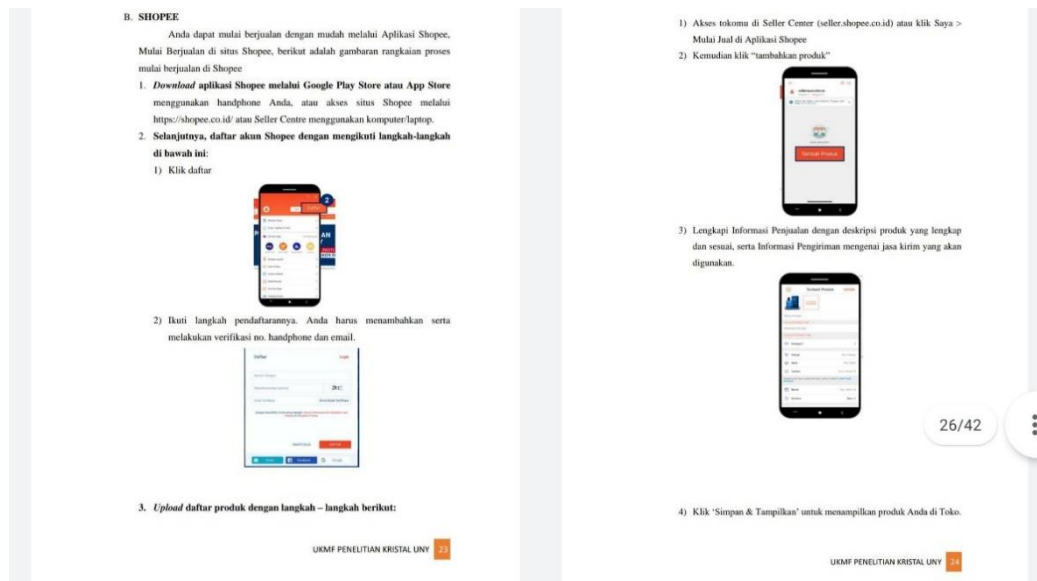 B. SHOPEE
Anda dapat mulai berjualan dengan mudah melalui Aplikasi Shopee,
Mulai Berjualan di situs Shopee, berikut adalah gambaran rangkaian proses
mulai berjualan di Shopee
1. Download aplikasi Shopee melalui Google Play Store atau App Store
menggunakan handphone Anda, atau akses situs Shopee melalui
https://shopee.co.id/ atau Seller Centre menggunakan komputer/laptop.
2. Selanjutnya, daftar akun Shopee dengan mengikuti langkah-langkah
di bawah ini:
1) Klik daftar
2
2) Ikuti langkah pendaftarannya. Anda harus menambahkan serta
melakukan verifikasi no. handphone dan email.
Daftar
3. Upload daftar produk dengan langkah – langkah berikut:
UKMF PENELITIAN KRISTAL UNY 23
1) Akses tokomu di Seller Center (seller.shopee.co.id) atau klik Saya >
Mulai Jual di Aplikasi Shopee
2) Kemudian klik “tambahkan produk”
Tambah Produk
3) Lengkapi Informasi Penjualan dengan deskripsi produk yang lengkap
dan sesuai, serta Informasi Pengiriman mengenai jasa kirim yang akan
digunakan.
Tambah Produk
26/42
4) Klik ‘Simpan & Tampilkan’ untuk menampilkan produk Anda di Toko.
UKMF PENELITIAN KRISTAL UNY 24